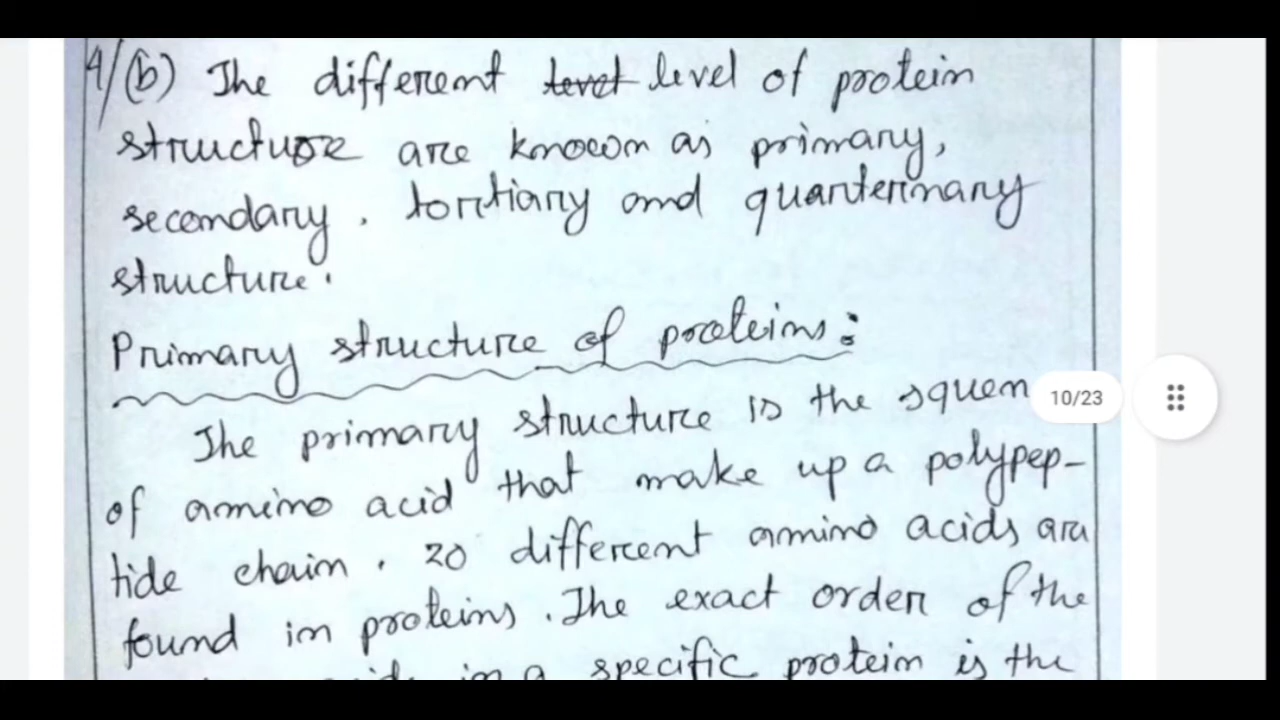 4/(b) The different level level of protein
structure are known as primary,
secondary, tortiary and quarternary
structure.
Primary structure of proteins:
The primary structure is the squen
10/23
of amino acid that make up a polypep-
tide chain. 20 different amino acids are
found in proteins. The exact order of the
in a specific protein is the